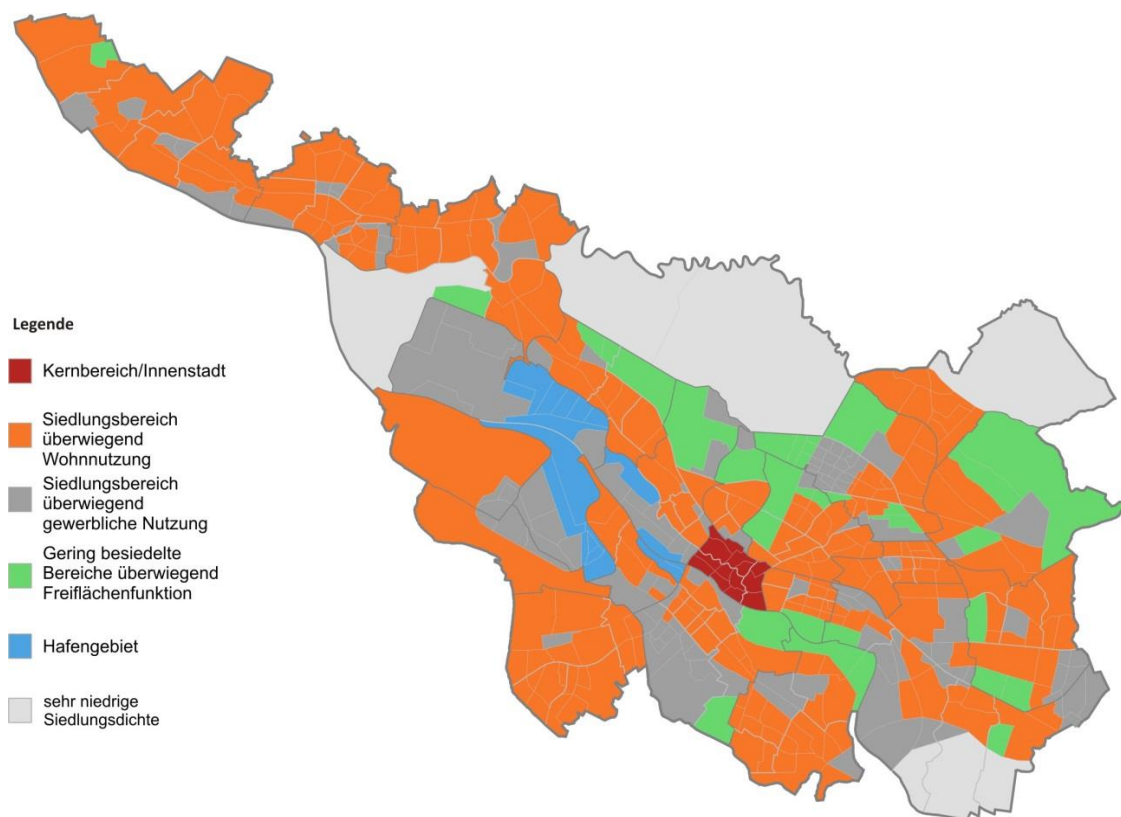 Legende
Kernbereich/Innenstadt
Siedlungsbereich
überwiegend
Wohnnutzung
Siedlungsbereich
überwiegend
gewerbliche Nutzung
Gering besiedelte
Bereiche überwiegend
Freiflächenfunktion
Hafengebiet
sehr niedrige
Siedlungsdichte